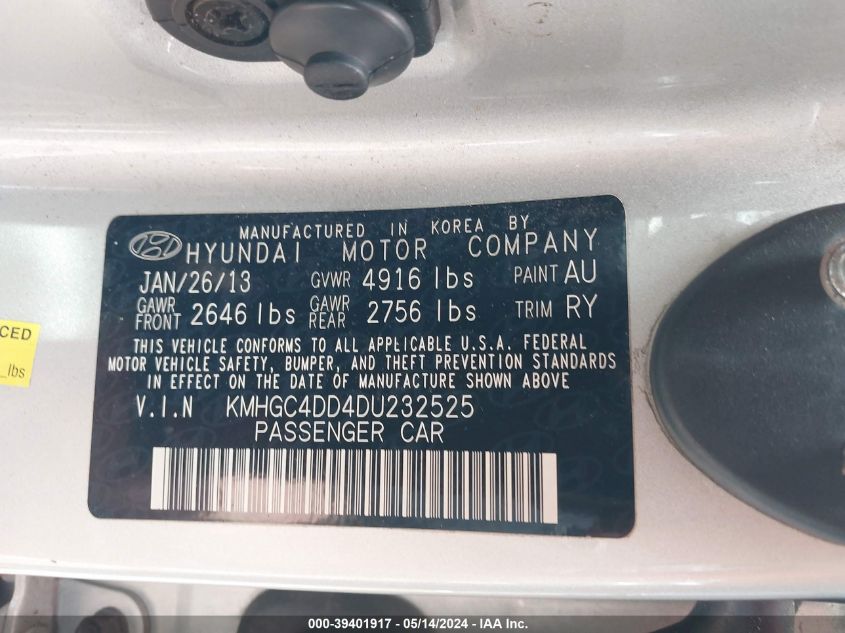 MANUFACTURED IN KOREA BY
HYUNDAI MOTOR COMPANY
JAN/26/13 GVWR 4916 lbs PAINT AU
GAWR FRONT 2646 lbs GAWR REAR 2756 lbs TRIM RY
THIS VEHICLE CONFORMS TO ALL APPLICABLE U.S.A. FEDERAL
MOTOR VEHICLE SAFETY, BUMPER, AND THEFT PREVENTION STANDARDS
IN EFFECT ON THE DATE OF MANUFACTURE SHOWN ABOVE
V.I.N KMHGC4DD4DU232525
PASSENGER CAR
CED
_lbs
000-39401917 - 05/14/2024 - IAA Inc.